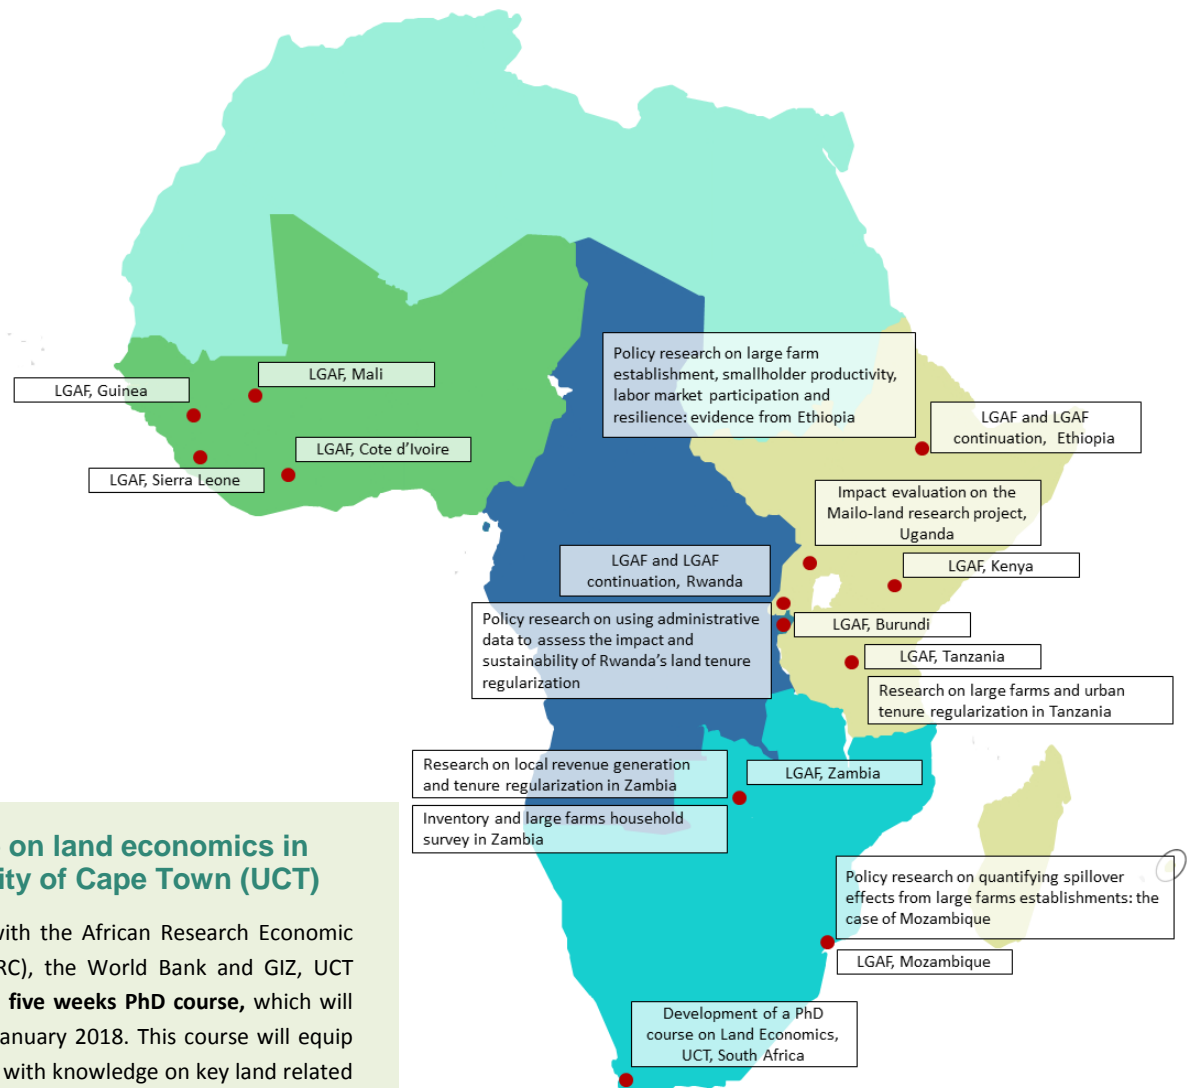 Policy research on large farm
establishment, smallholder productivity,
labor market participation and
resilience: evidence from Ethiopia
LGAF, Mali
LGAF, Guinea
LGAF and LGAF
continuation, Ethiopia
LGAF, Cote d'Ivoire
LGAF, Sierra Leone
Impact evaluation on the
Mailo-land research project,
Uganda
LGAF and LGAF
continuation, Rwanda
LGAF, Kenya
Policy research on using administrative
data to assess the impact and
sustainability of Rwanda's land tenure
regularization
LGAF, Burundi
LGAF, Tanzania
Research on large farms and urban
tenure regularization in Tanzania
Research on local revenue generation
and tenure regularization in Zambia
LGAF, Zambia
Inventory and large farms household
survey in Zambia
Policy research on quantifying spillover
effects from large farms establishments: the
case of Mozambique
LGAF, Mozambique
Development of a PhD
course on Land Economics,
UCT, South Africa
on land economics in
ity of Cape Town (UCT)
with the African Research Economic
RC), the World Bank and GIZ, UCT
five weeks PhD course, which will
anuary 2018. This course will equip
with knowledge on key land related